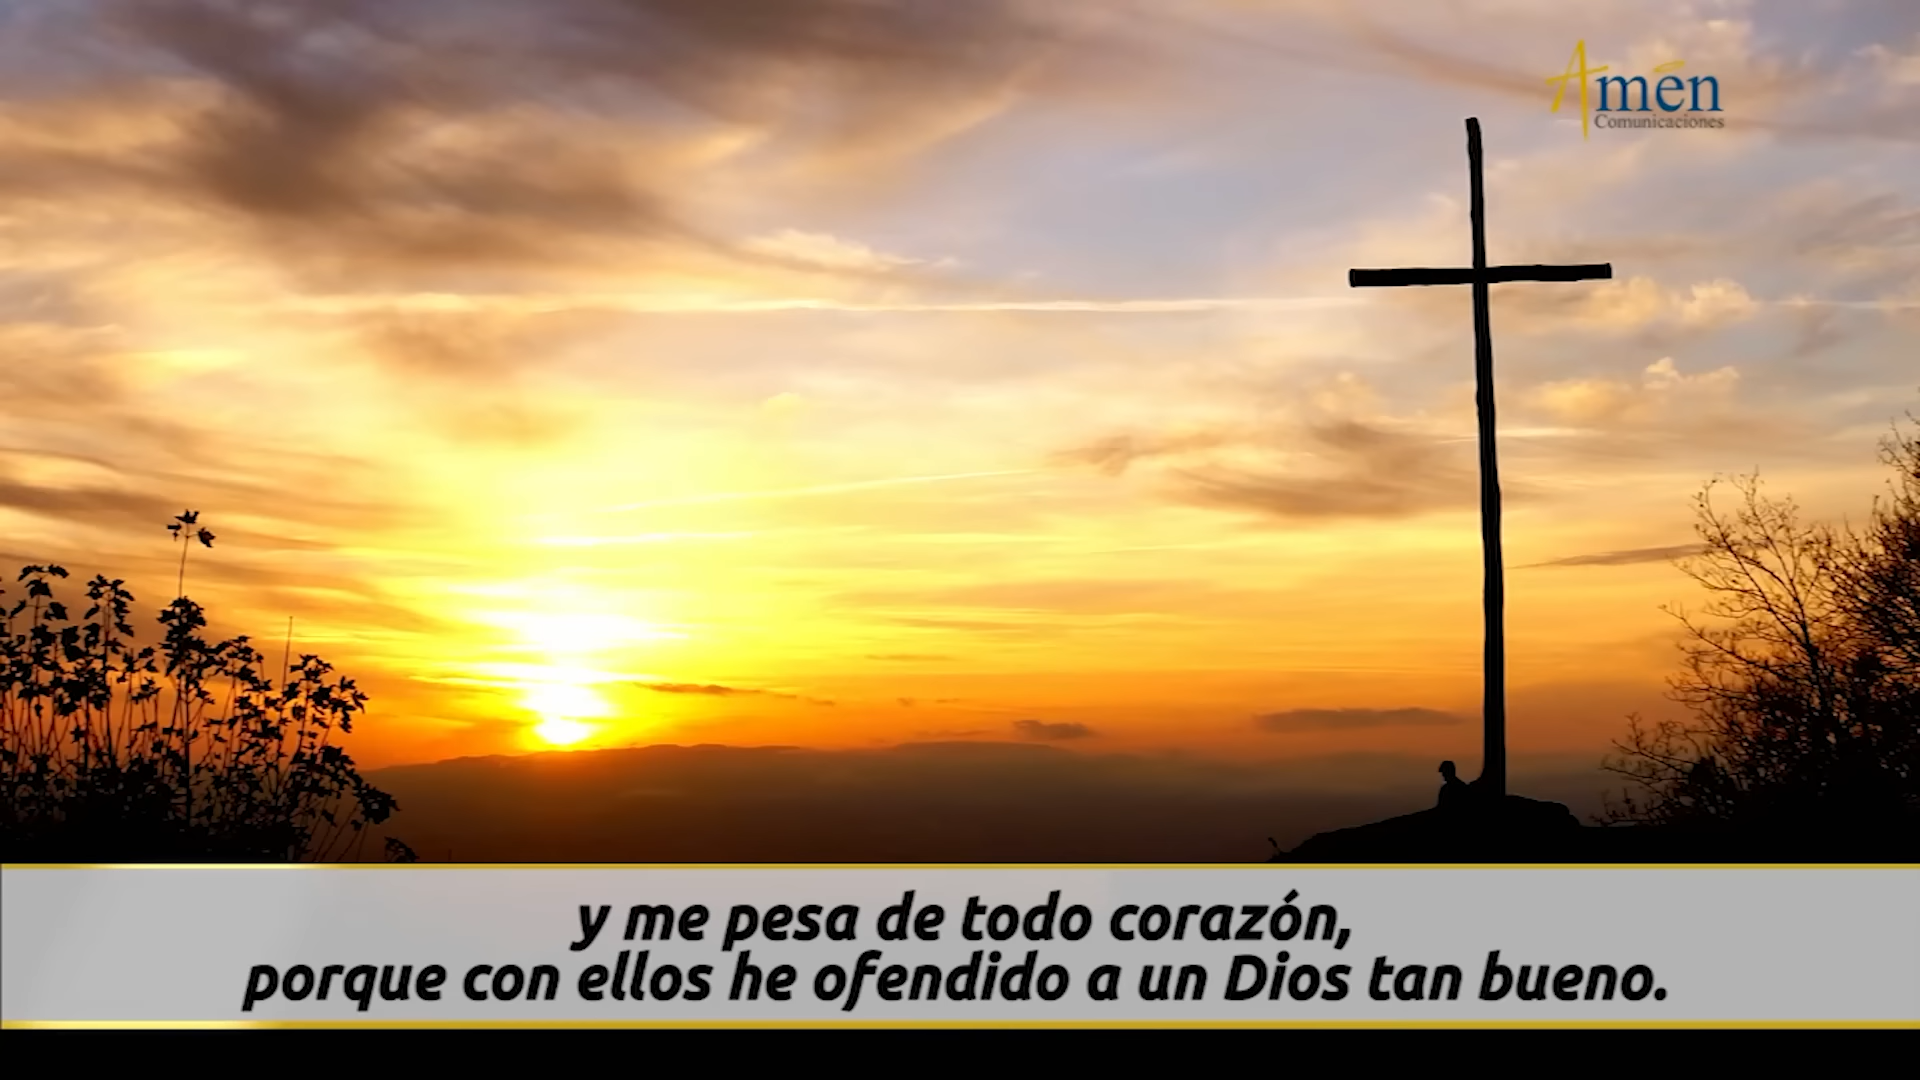 Amén
Comunicaciones
y me pesa de todo corazón,
porque con ellos he ofendido a un Dios tan bueno.